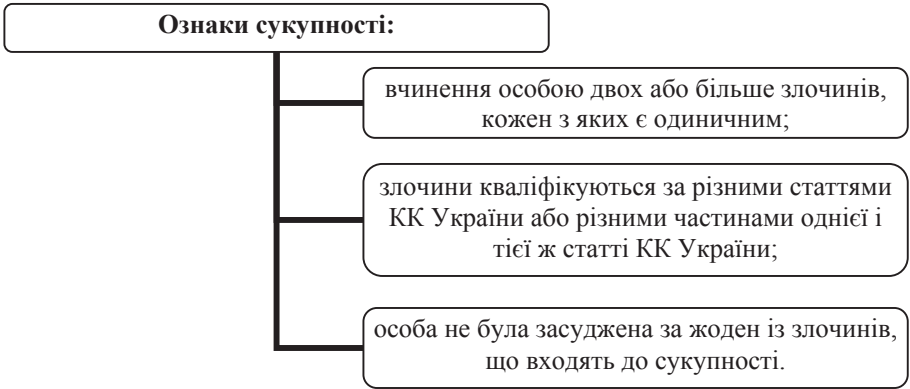 Ознаки сукупності:
вчинення особою двох або більше злочинів,
кожен з яких є одиничним;
злочини кваліфікуються за різними статтями
КК України або різними частинами однієї і
тієї ж статті КК України;
особа не була засуджена за жоден із злочинів,
що входять до сукупності.